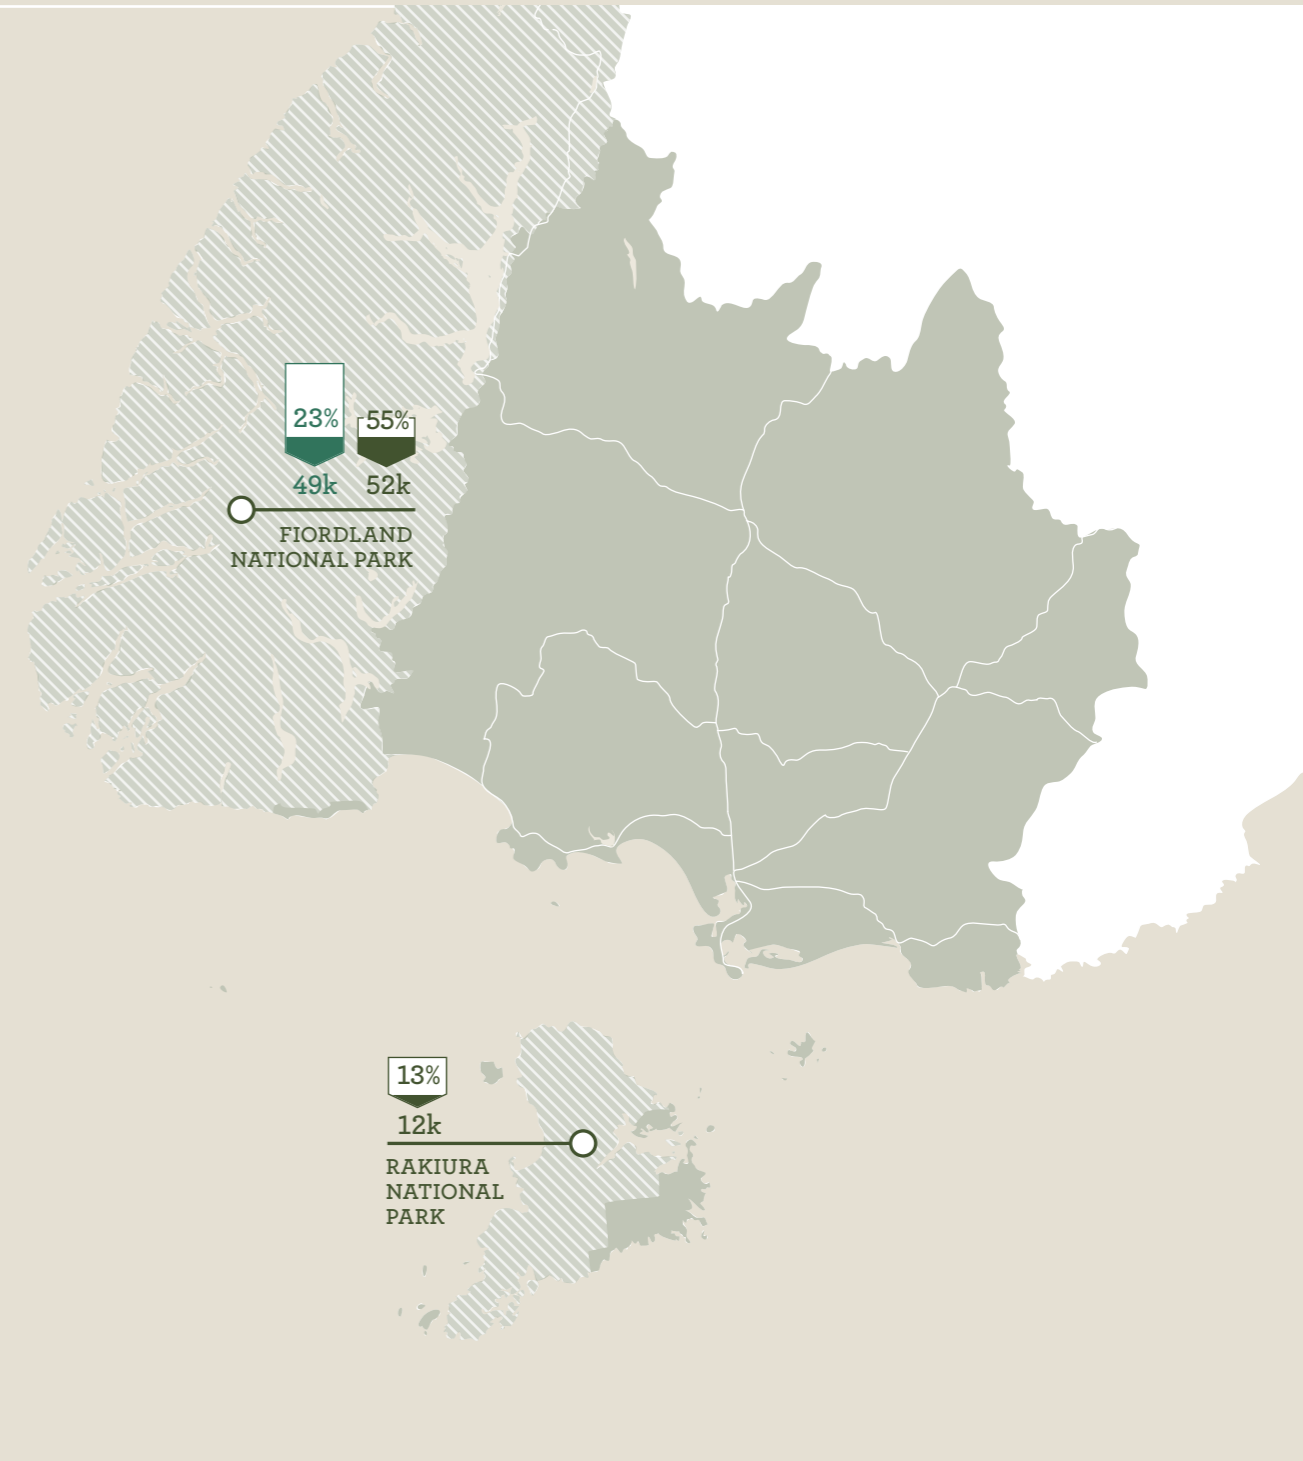 23% 55%
49k 52k
FIORDLAND
NATIONAL PARK
13%
12k
RAKIURA
NATIONAL
PARK